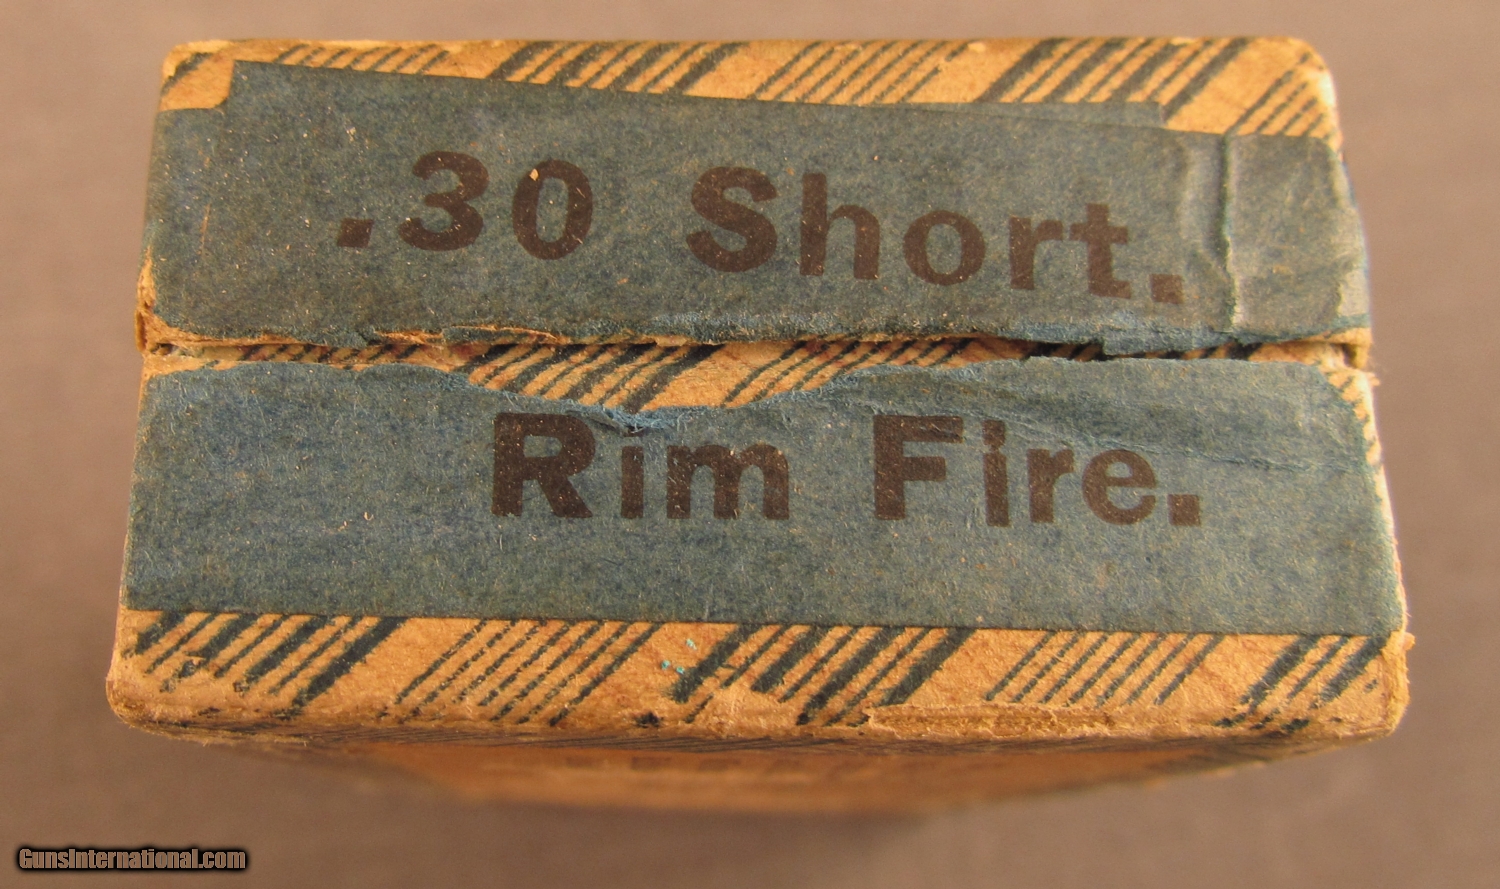 .30 Short.
Rim Fire.
GunsInternational.com